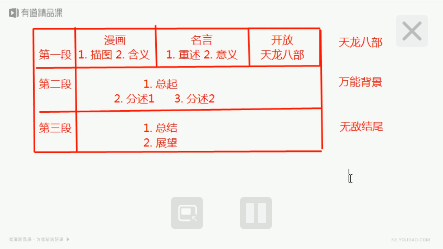 有道精品课
漫画 名言 开放 天龙八部
第一段 1. 描图 2. 含义 1. 重述 2. 意义 天龙八部
第二段 1. 总起 万能背景
2. 分述1 3. 分述2
第三段 1. 总结 无敌结尾
2. 展望